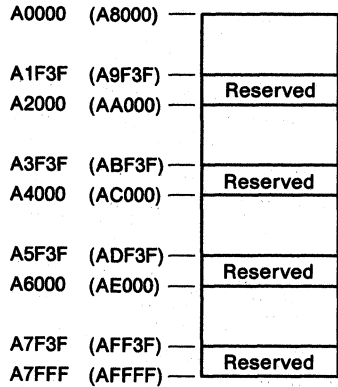 A0000 (A8000)
A1F3F (A9F3F)
Reserved
A2000 (AA000)
A3F3F (ABF3F)
Reserved
A4000 (AC000)
A5F3F (ADF3F)
Reserved
A6000 (AE000)
A7F3F (AFF3F)
Reserved
A7FFF (AFFFF)